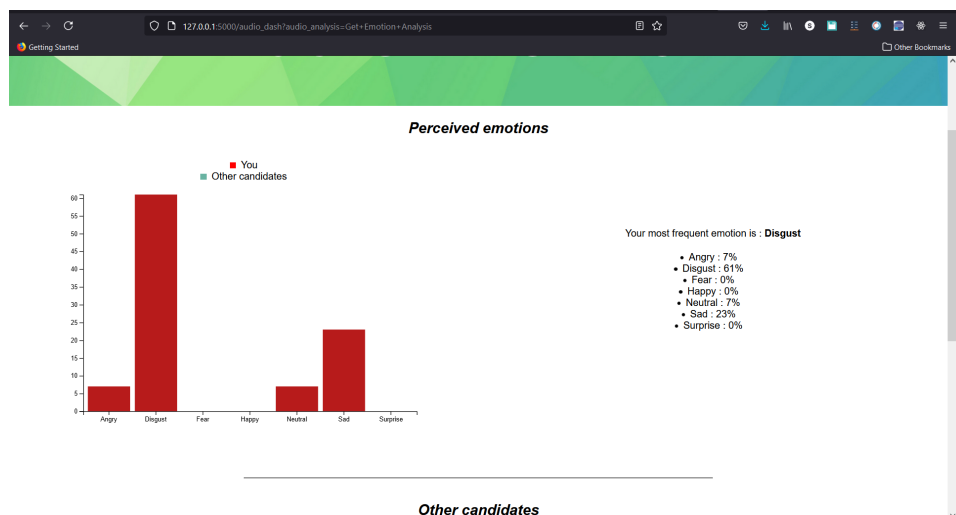 127.0.0.1:5000/audio_dash?audio_analysis=Get+Emotion+Analysis
Getting Started
Other Bookmarks
Perceived emotions
You
Other candidates
60
55
50
45
40
35
30
25
20
15
10
5
0
Angry Disgust Fear Happy Neutral Sad Surprise
Your most frequent emotion is : Disgust
• Angry : 7%
• Disgust : 61%
• Fear : 0%
• Happy : 0%
• Neutral : 7%
• Sad : 23%
• Surprise : 0%
Other candidates